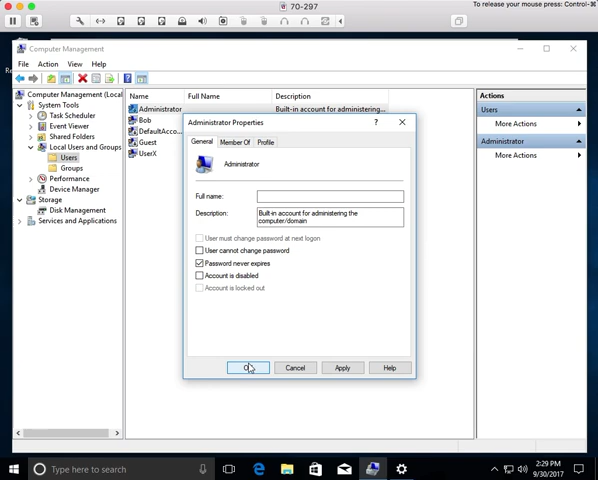 70-297
To release your mouse press: Control-⌘
Computer Management
File Action View Help
Computer Management (Local
System Tools
Task Scheduler
Event Viewer
Shared Folders
Local Users and Groups
Users
Groups
Performance
Device Manager
Storage
Disk Management
Services and Applications
Name Full Name Description
Administrator Built-in account for administering...
Bob
DefaultAcco...
Guest
UserX
Administrator Properties
General Member Of Profile
Administrator
Full name:
Description: Built-in account for administering the
computer/domain
User must change password at next logon
User cannot change password
Password never expires
Account is disabled
Account is locked out
Cancel Apply Help
Actions
Users
More Actions
Administrator
More Actions
Type here to search
2:29 PM
9/30/2017